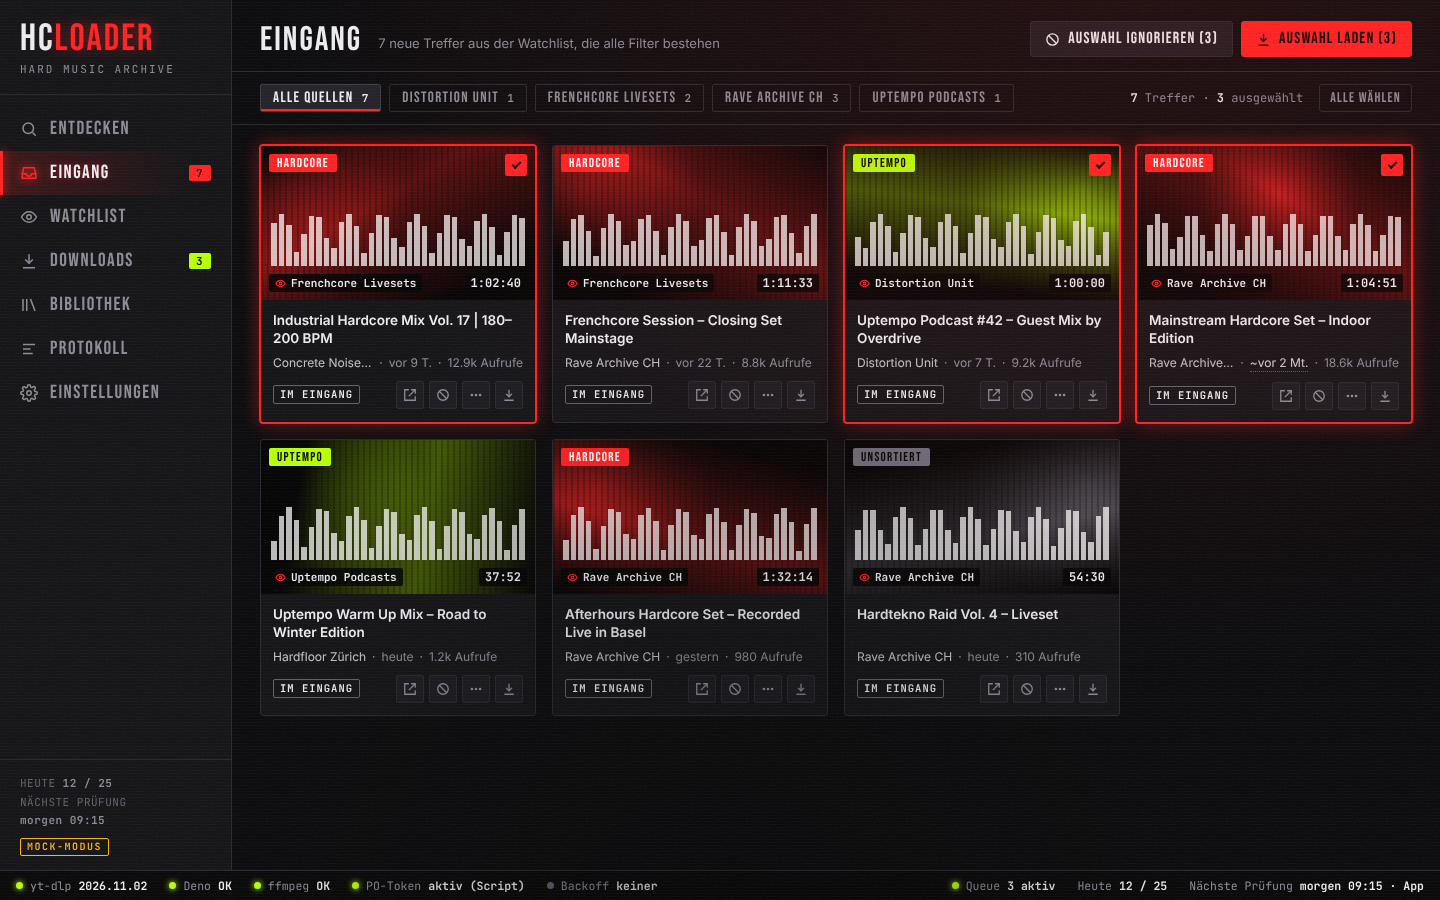 HCLOADER
HARD MUSIC ARCHIVE
ENTDECKEN
EINGANG 7
WATCHLIST
DOWNLOADS 3
BIBLIOTHEK
PROTOKOLL
EINSTELLUNGEN
HEUTE 12 / 25
NÄCHSTE PRÜFUNG
morgen 09:15
MOCK-MODUS
EINGANG 7 neue Treffer aus der Watchlist, die alle Filter bestehen
AUSWAHL IGNORIEREN (3) AUSWAHL LADEN (3)
ALLE QUELLEN 7 DISTORTION UNIT 1 FRENCHCORE LIVESETS 2 RAVE ARCHIVE CH 3 UPTEMPO PODCASTS 1
7 Treffer · 3 ausgewählt ALLE WÄHLEN
HARDCORE
Frenchcore Livesets 1:02:40
Industrial Hardcore Mix Vol. 17 | 180–
200 BPM
Concrete Noise... · vor 9 T. · 12.9k Aufrufe
IM EINGANG
HARDCORE
Frenchcore Livesets 1:11:33
Frenchcore Session – Closing Set
Mainstage
Rave Archive CH · vor 22 T. · 8.8k Aufrufe
IM EINGANG
UPTEMPO
Distortion Unit 1:00:00
Uptempo Podcast #42 – Guest Mix by
Overdrive
Distortion Unit · vor 7 T. · 9.2k Aufrufe
IM EINGANG
HARDCORE
Rave Archive CH 1:04:51
Mainstream Hardcore Set – Indoor
Edition
Rave Archive... · ~vor 2 Mt. · 18.6k Aufrufe
IM EINGANG
UPTEMPO
Uptempo Podcasts 37:52
Uptempo Warm Up Mix – Road to
Winter Edition
Hardfloor Zürich · heute · 1.2k Aufrufe
IM EINGANG
HARDCORE
Rave Archive CH 1:32:14
Afterhours Hardcore Set – Recorded
Live in Basel
Rave Archive CH · gestern · 980 Aufrufe
IM EINGANG
UNSORTIERT
Rave Archive CH 54:30
Hardtekno Raid Vol. 4 – Liveset
Rave Archive CH · heute · 310 Aufrufe
IM EINGANG
yt-dlp 2026.11.02 Deno OK ffmpeg OK PO-Token aktiv (Script) Backoff keiner
Queue 3 aktiv Heute 12 / 25 Nächste Prüfung morgen 09:15 · App